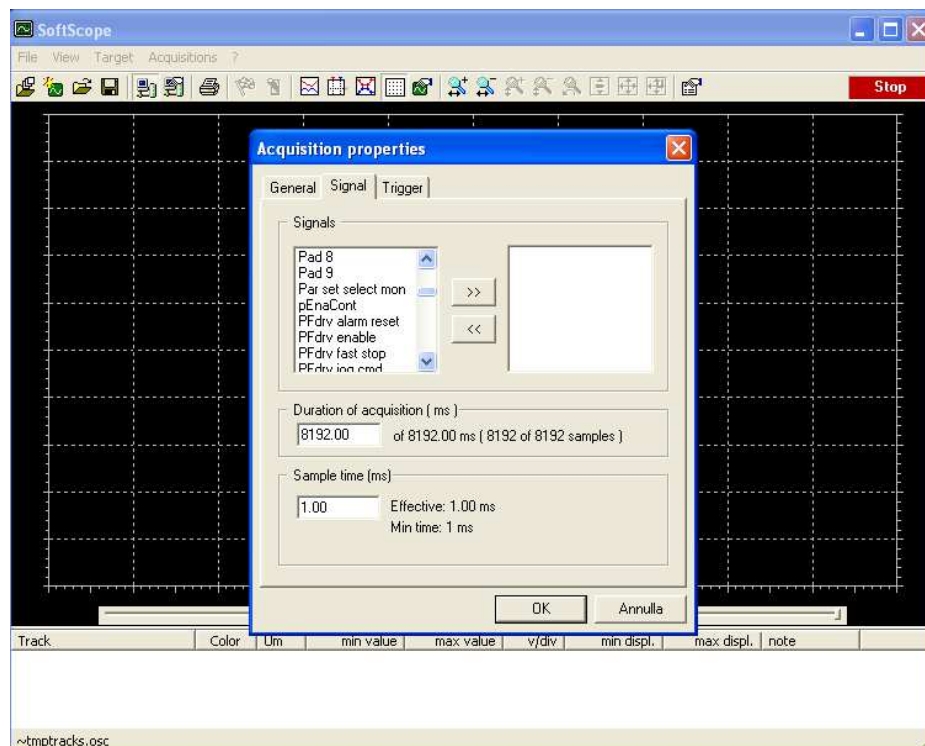 SoftScope
File View Target Acquisitions ?
Stop
Acquisition properties
General Signal Trigger
Signals
Pad 8
Pad 9
Par set select mon
pEnaCont
PFdrv alarm reset
PFdrv enable
PFdrv fast stop
PFdrv jog cmd
>>
<<
Duration of acquisition ( ms )
8192.00 of 8192.00 ms ( 8192 of 8192 samples )
Sample time (ms)
1.00 Effective: 1.00 ms
Min time: 1 ms
OK Annulla
Track Color Um min value max value v/div min displ. max displ. note
~tmptracks.osc